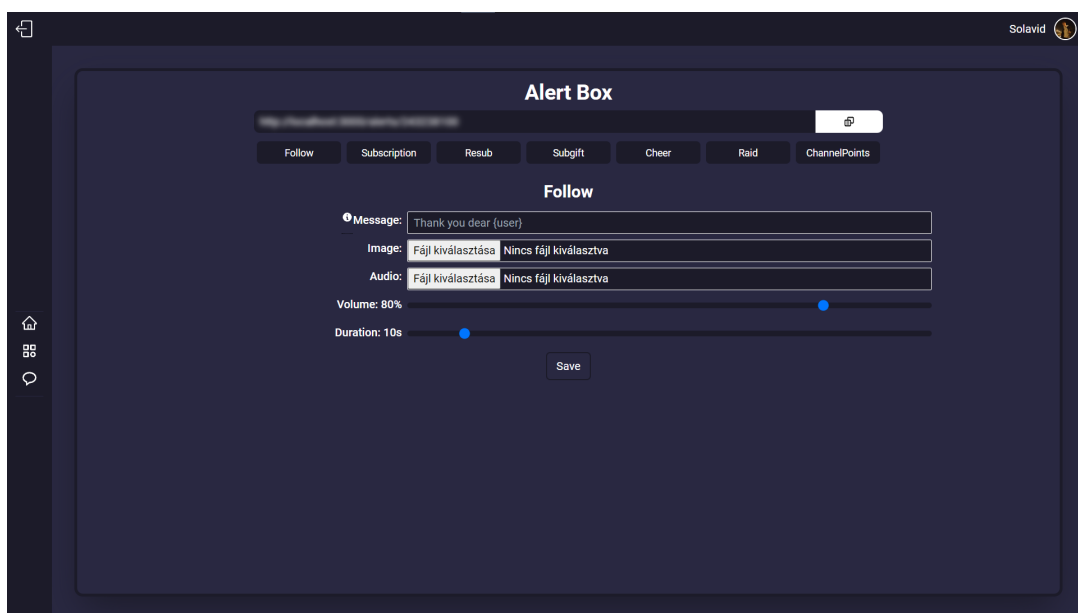 Solavid
Alert Box
Follow Subscription Resub Subgift Cheer Raid ChannelPoints
Follow
Message: Thank you dear {user}
Image: Fájl kiválasztása Nincs fájl kiválasztva
Audio: Fájl kiválasztása Nincs fájl kiválasztva
Volume: 80%
Duration: 10s
Save